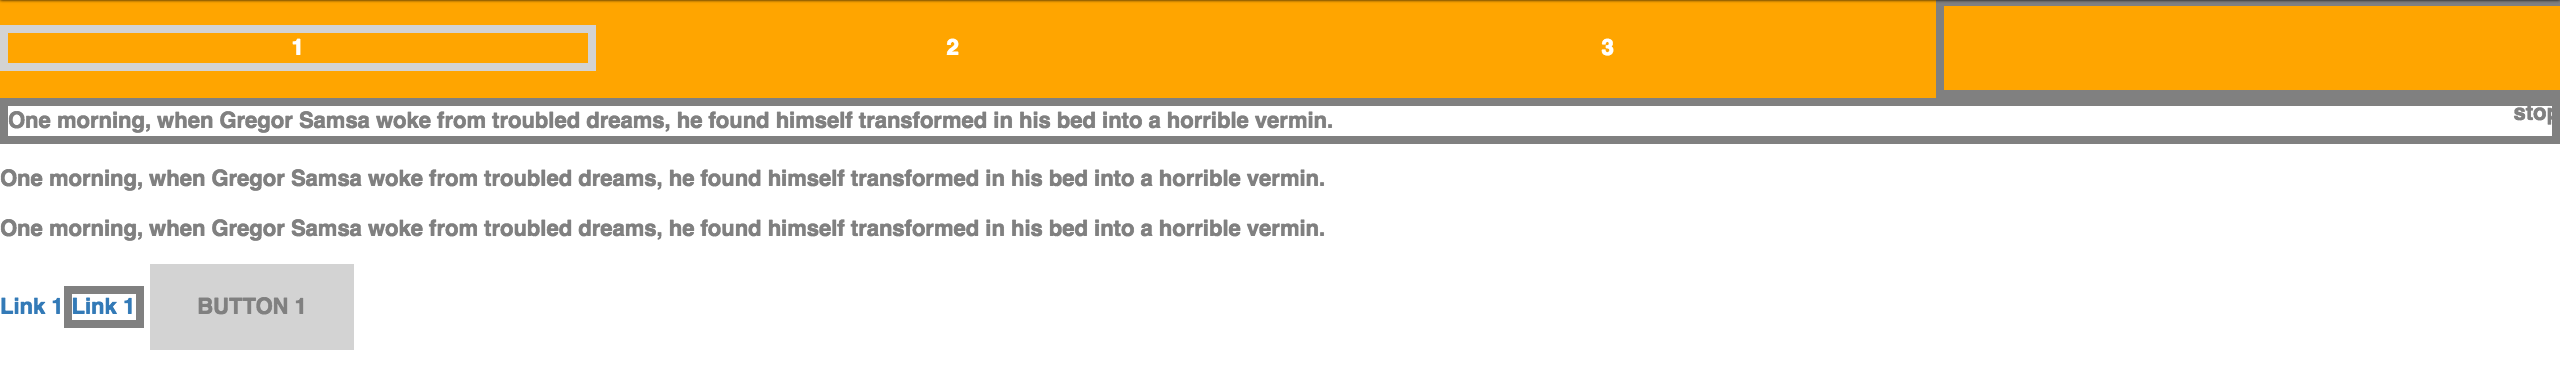 1 2 3
One morning, when Gregor Samsa woke from troubled dreams, he found himself transformed in his bed into a horrible vermin. stop
One morning, when Gregor Samsa woke from troubled dreams, he found himself transformed in his bed into a horrible vermin.
One morning, when Gregor Samsa woke from troubled dreams, he found himself transformed in his bed into a horrible vermin.
Link 1 Link 1 BUTTON 1